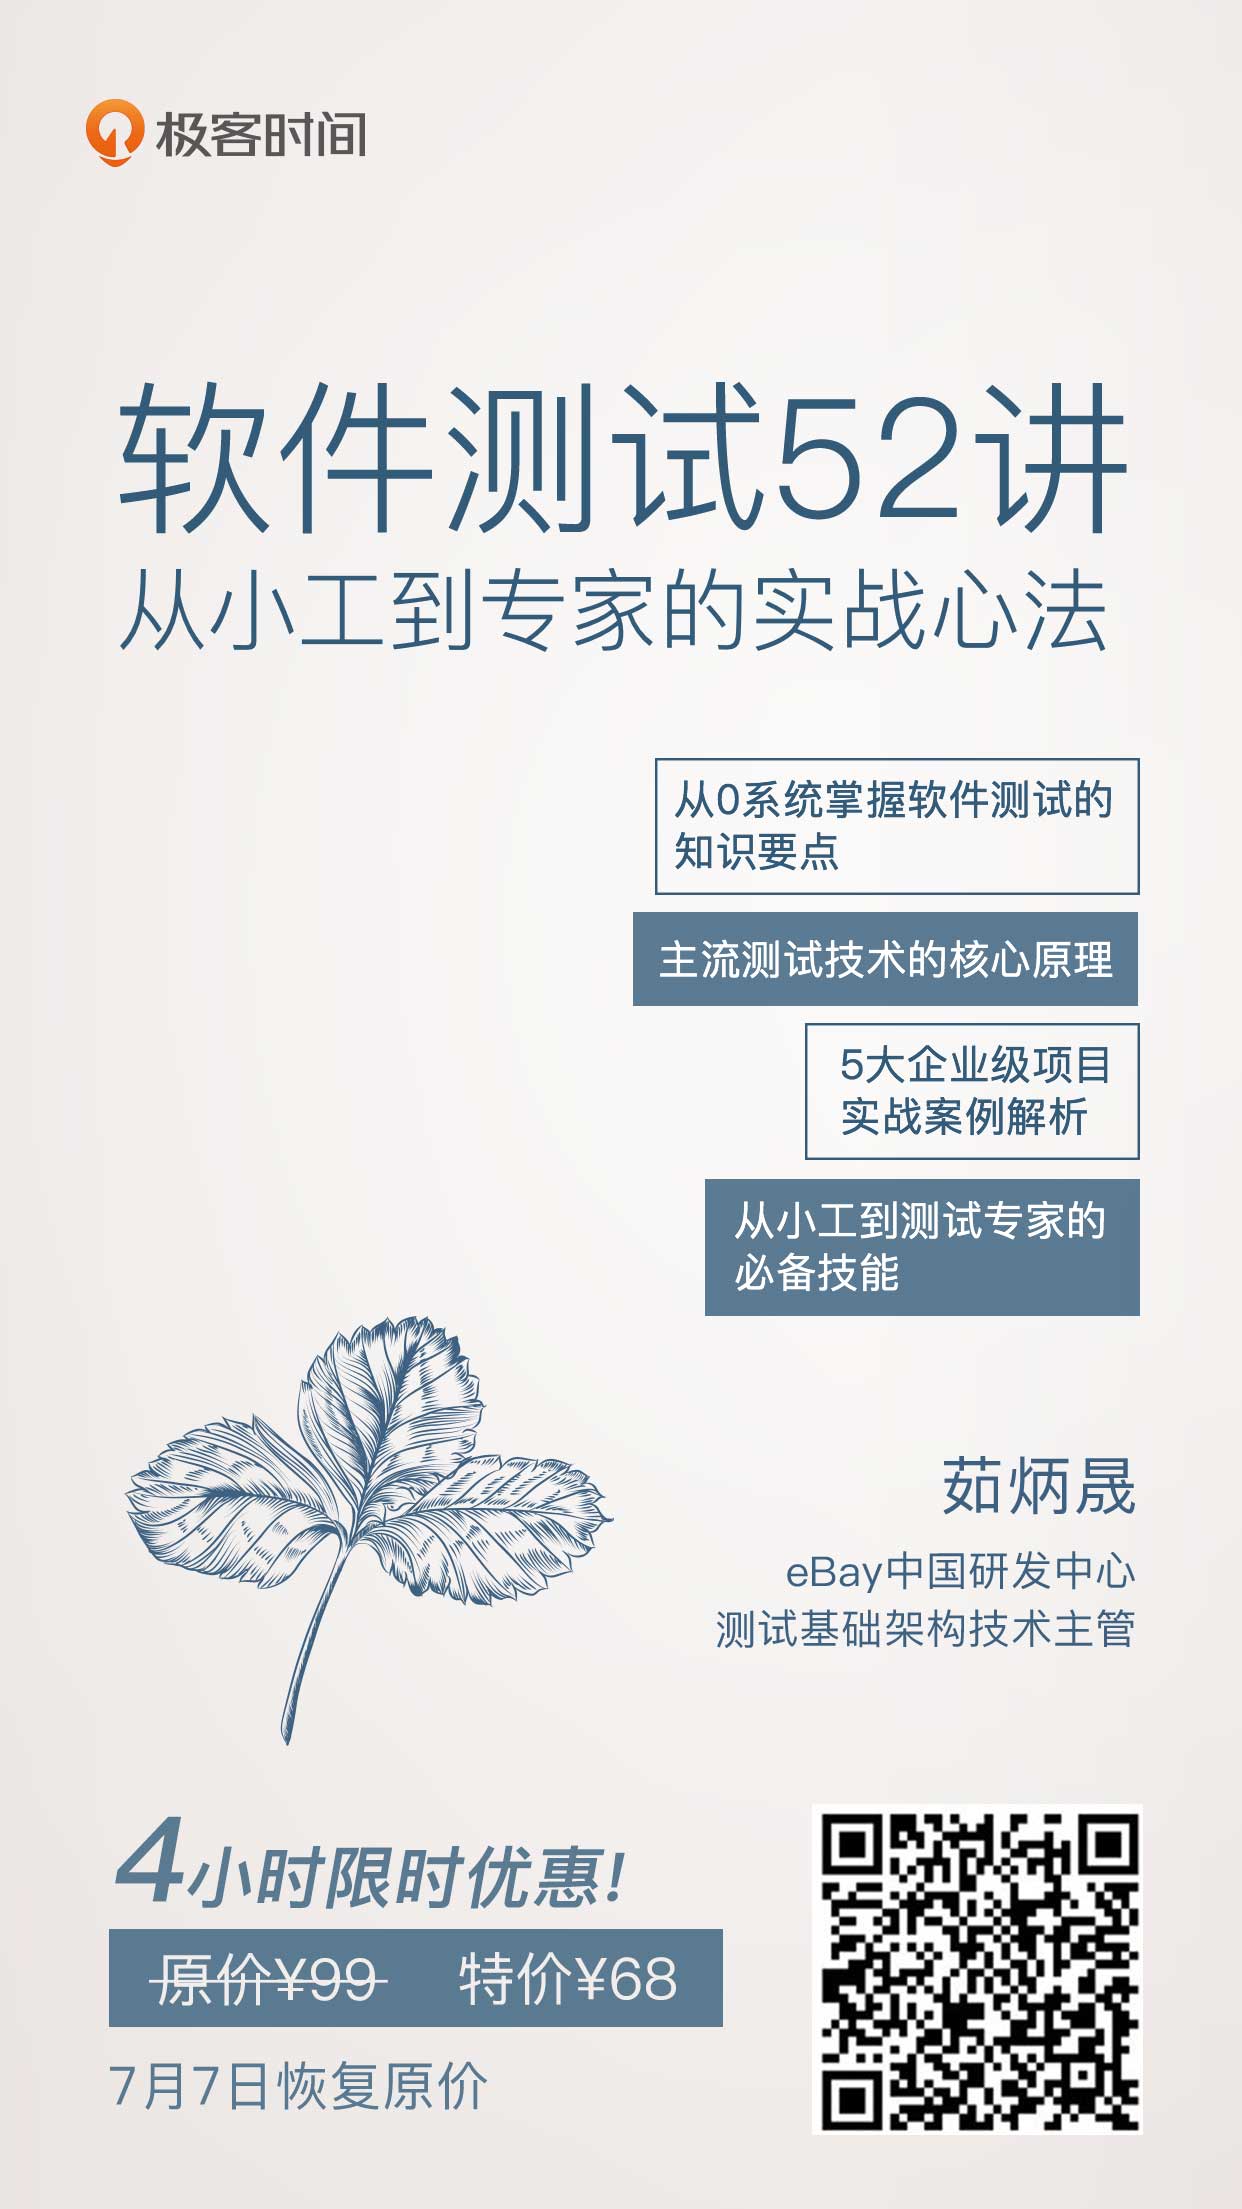 极客时间
软件测试52讲
从小工到专家的实战心法
从0系统掌握软件测试的
知识要点
主流测试技术的核心原理
5大企业级项目
实战案例解析
从小工到测试专家的
必备技能
茹炳晟
eBay中国研发中心
测试基础架构技术主管
4小时限时优惠!
原价¥99 特价¥68
7月7日恢复原价